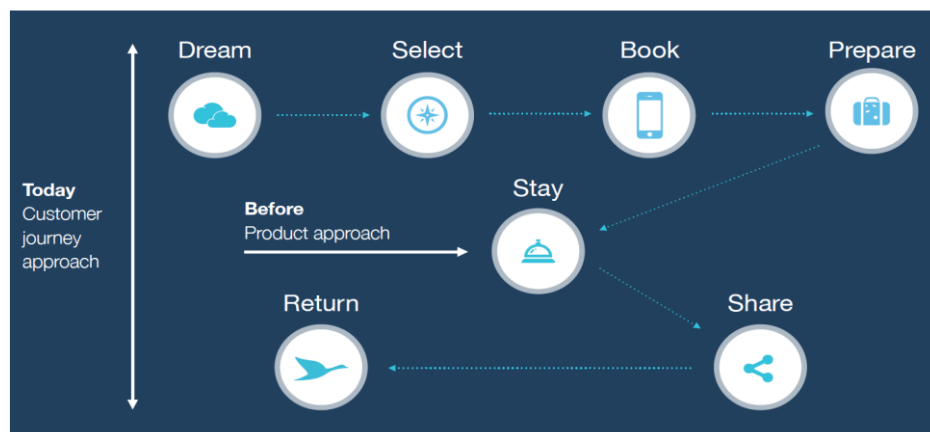 Dream
Select
Book
Prepare
Today
Customer
journey
approach
Before
Product approach
Stay
Return
Share